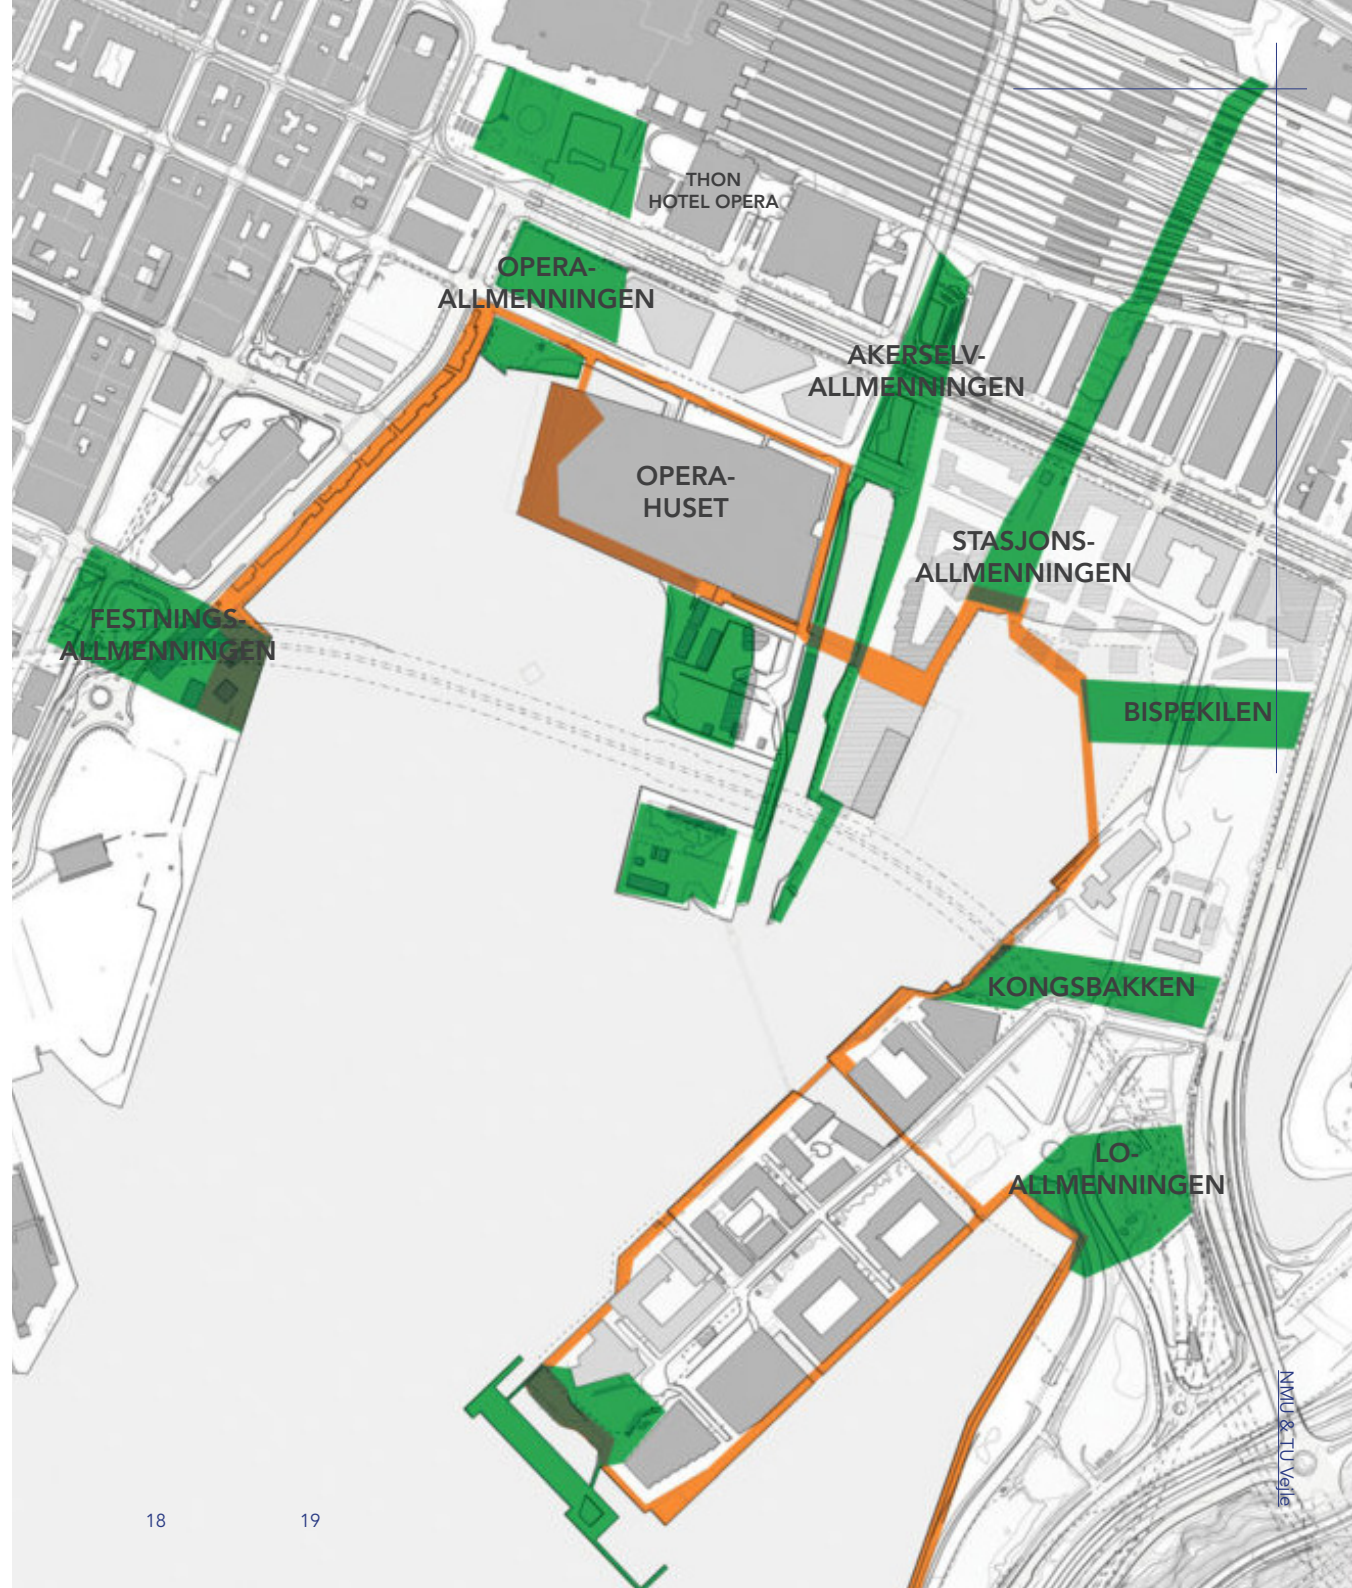 THON
HOTEL OPERA
OPERA-
ALLMENNINGEN
AKERSELV-
ALLMENNINGEN
OPERA-
HUSET
STASJONS-
ALLMENNINGEN
FESTNINGS-
ALLMENNINGEN
BISPEKILEN
KONGSBAKKEN
LO-
ALLMENNINGEN
NMU & TU Vejle
18
19